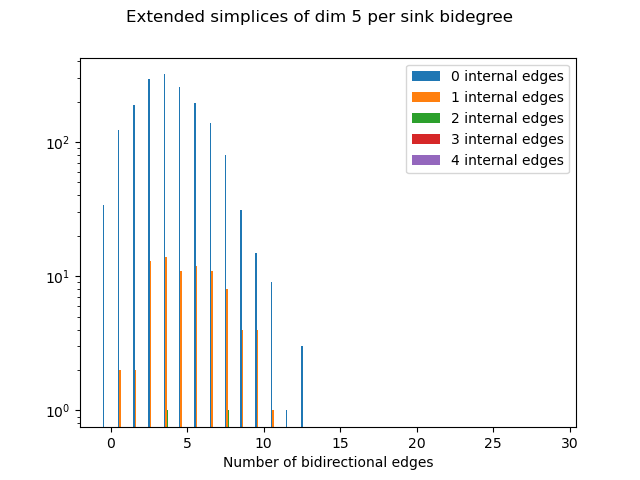 Extended simplices of dim 5 per sink bidegree
0 internal edges
1 internal edges
2 internal edges
3 internal edges
4 internal edges
10²
10¹
10⁰
0 5 10 15 20 25 30
Number of bidirectional edges